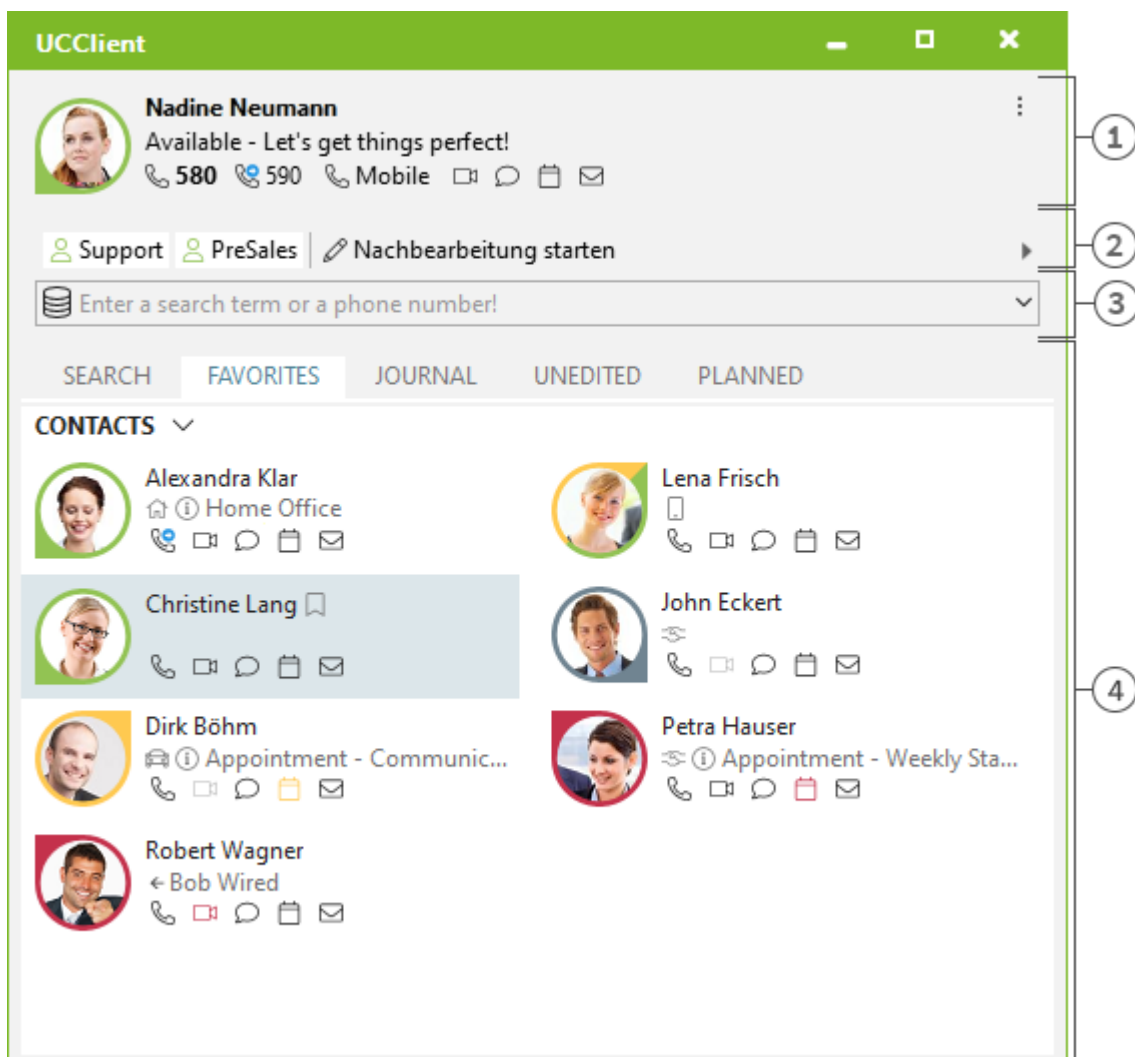 UCClient
Nadine Neumann
Available - Let's get things perfect!
580 590 Mobile
1
Support PreSales Nachbearbeitung starten
2
Enter a search term or a phone number!
3
SEARCH FAVORITES JOURNAL UNEDITED PLANNED
CONTACTS
Alexandra Klar
Home Office
Lena Frisch
Christine Lang
John Eckert
4
Dirk Böhm
Appointment - Communic...
Petra Hauser
Appointment - Weekly Sta...
Robert Wagner
Bob Wired